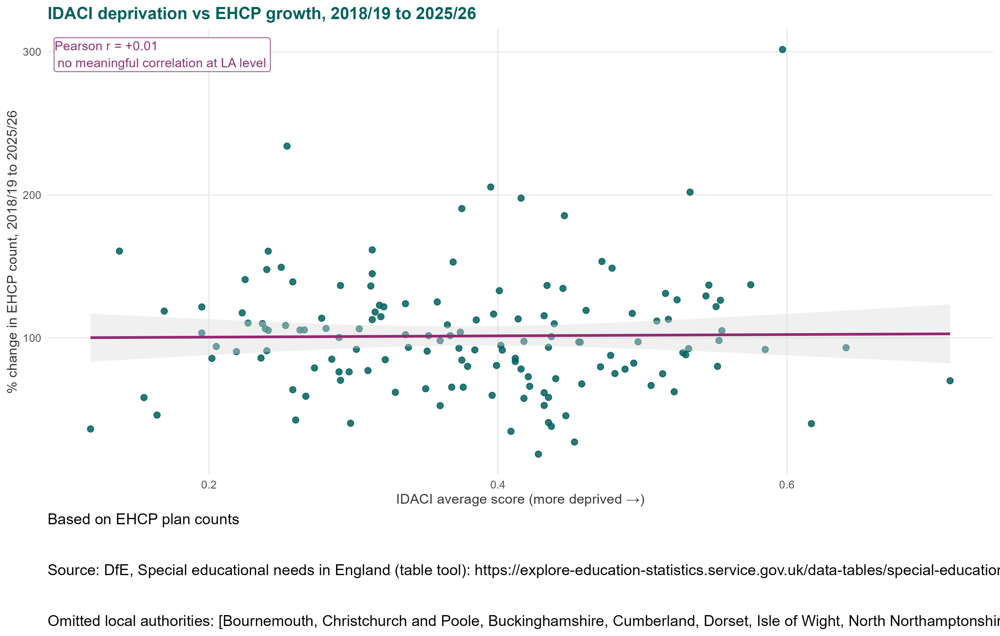 IDACI deprivation vs EHCP growth, 2018/19 to 2025/26
Pearson r = +0.01
no meaningful correlation at LA level
% change in EHCP count, 2018/19 to 2025/26
300
200
100
0.2
0.4
0.6
IDACI average score (more deprived →)
Based on EHCP plan counts
Source: DfE, Special educational needs in England (table tool): https://explore-education-statistics.service.gov.uk/data-tables/special-education
Omitted local authorities: [Bournemouth, Christchurch and Poole, Buckinghamshire, Cumberland, Dorset, Isle of Wight, North